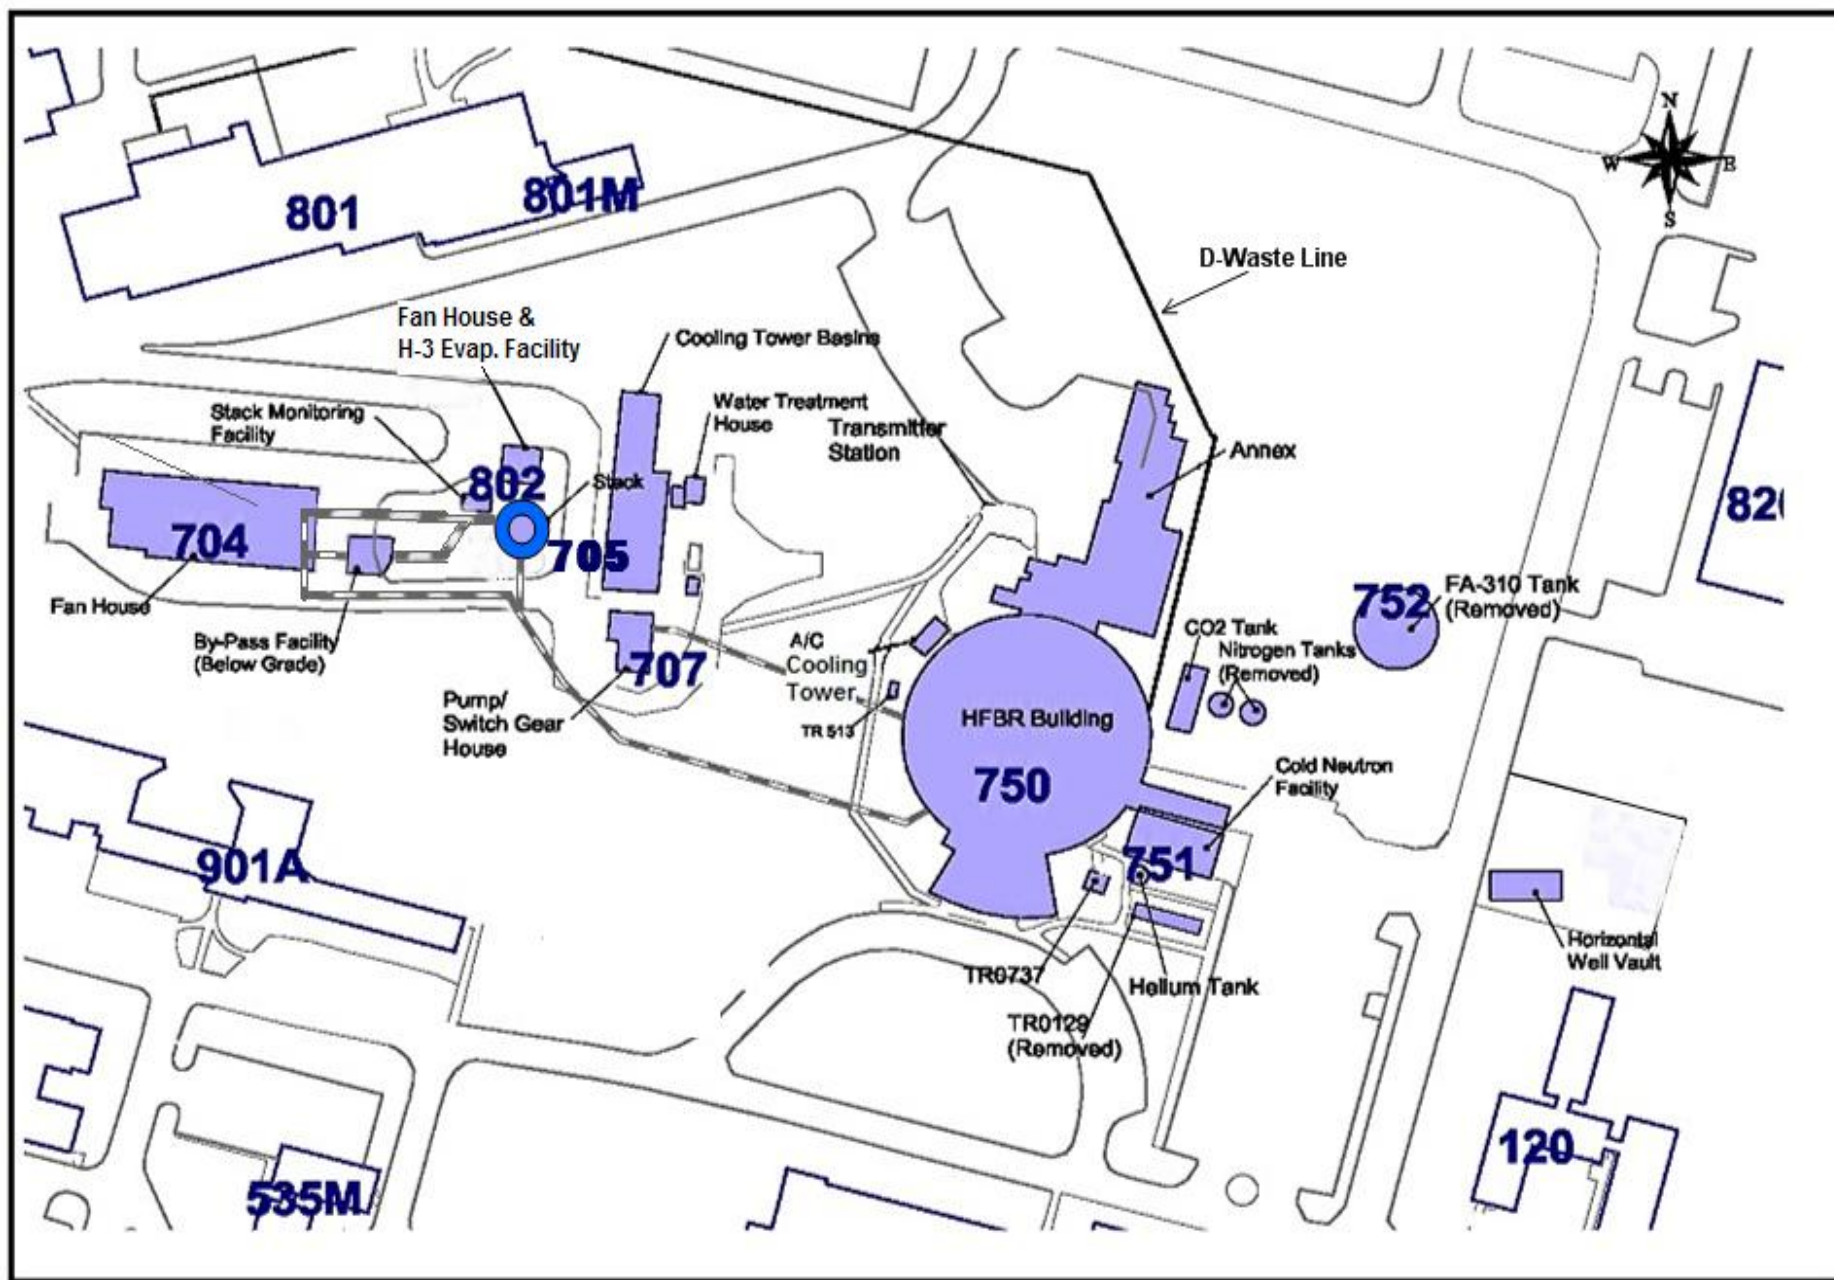 N
W
E
S
801
801M
D-Waste Line
Fan House &
H-3 Evap. Facility
Cooling Tower Basins
Stack Monitoring
Facility
Water Treatment
House
Transmitter
Station
Annex
802
Stack
704
705
Fan House
By-Pass Facility
(Below Grade)
707
Pump/
Switch Gear
House
A/C
Cooling
Tower
TR 513
HFBR Building
750
CO2 Tank
Nitrogen Tanks
(Removed)
752
FA-310 Tank
(Removed)
Cold Neutron
Facility
751
901A
TR0737
Helium Tank
TR0129
(Removed)
Horizontal
Well Vault
120
535M